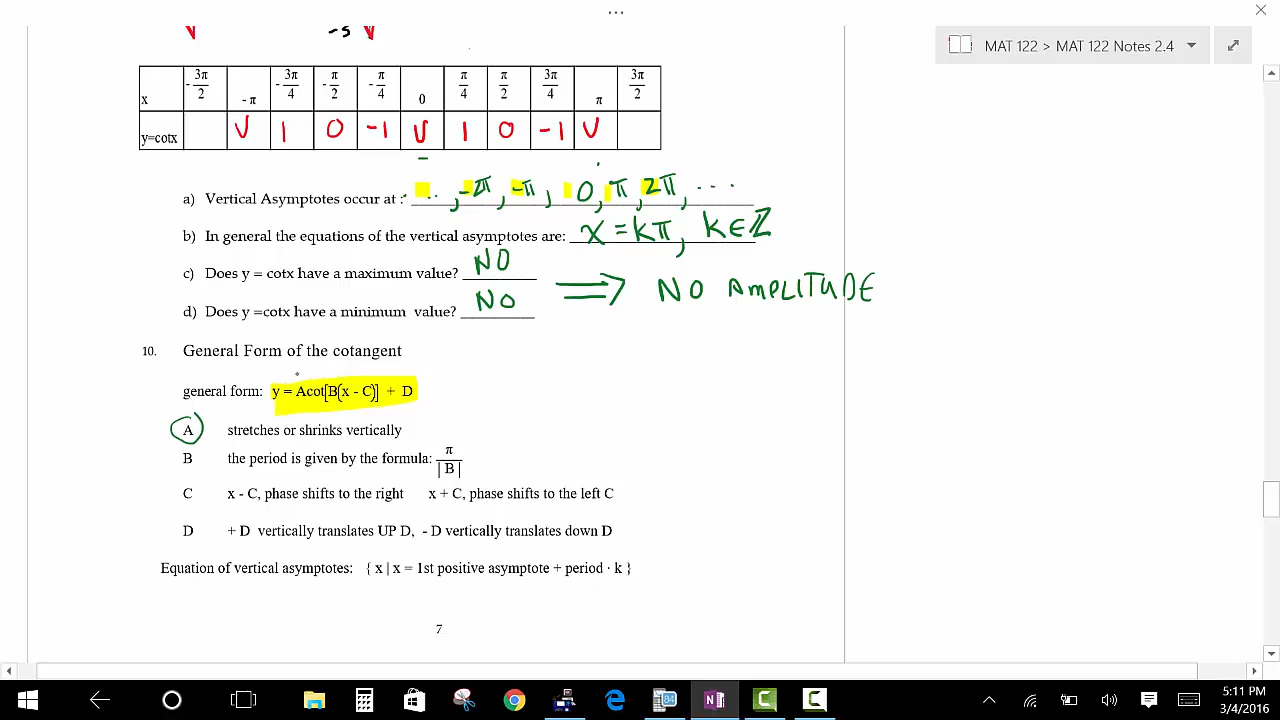 ...
MAT 122 > MAT 122 Notes 2.4
V -5 V
x -3π/2 -π -3π/4 -π/2 -π/4 0 π/4 π/2 3π/4 π 3π/2
y=cotx V 1 0 -1 V 1 0 -1 V
a) Vertical Asymptotes occur at : ..., -2π, -π, 0, π, 2π, ...
b) In general the equations of the vertical asymptotes are: x = kπ, k∈ℤ
c) Does y = cotx have a maximum value? NO
⟹ NO AMPLITUDE
d) Does y =cotx have a minimum value? NO
10. General Form of the cotangent
general form: y = Acot[B(x - C)] + D
A stretches or shrinks vertically
B the period is given by the formula: π/|B|
C x - C, phase shifts to the right x + C, phase shifts to the left C
D + D vertically translates UP D, - D vertically translates down D
Equation of vertical asymptotes: { x | x = 1st positive asymptote + period · k }
7
5:11 PM
3/4/2016